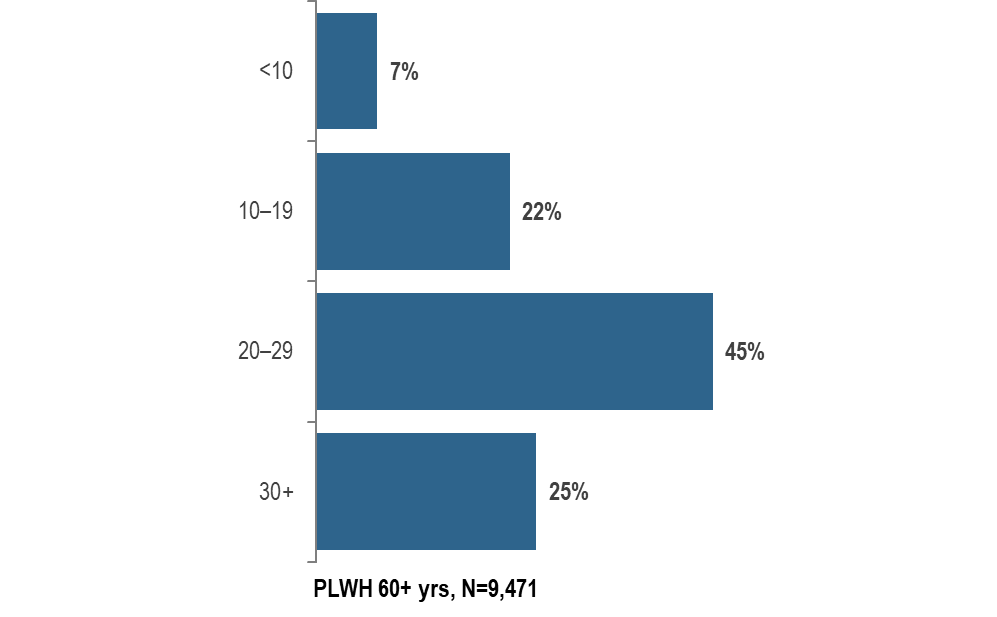 <10 7%
10–19 22%
20–29 45%
30+ 25%
PLWH 60+ yrs, N=9,471